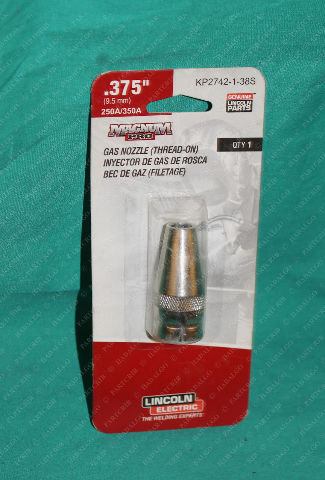 .375"
(9.5 mm)
250A/350A
KP2742-1-38S
GENUINE
LINCOLN
PARTS
MAGNUM
PRO
GAS NOZZLE (THREAD-ON)
INYECTOR DE GAS DE ROSCA
BEC DE GAZ (FILETAGE)
QTY 1
LINCOLN
ELECTRIC
THE WELDING EXPERTS